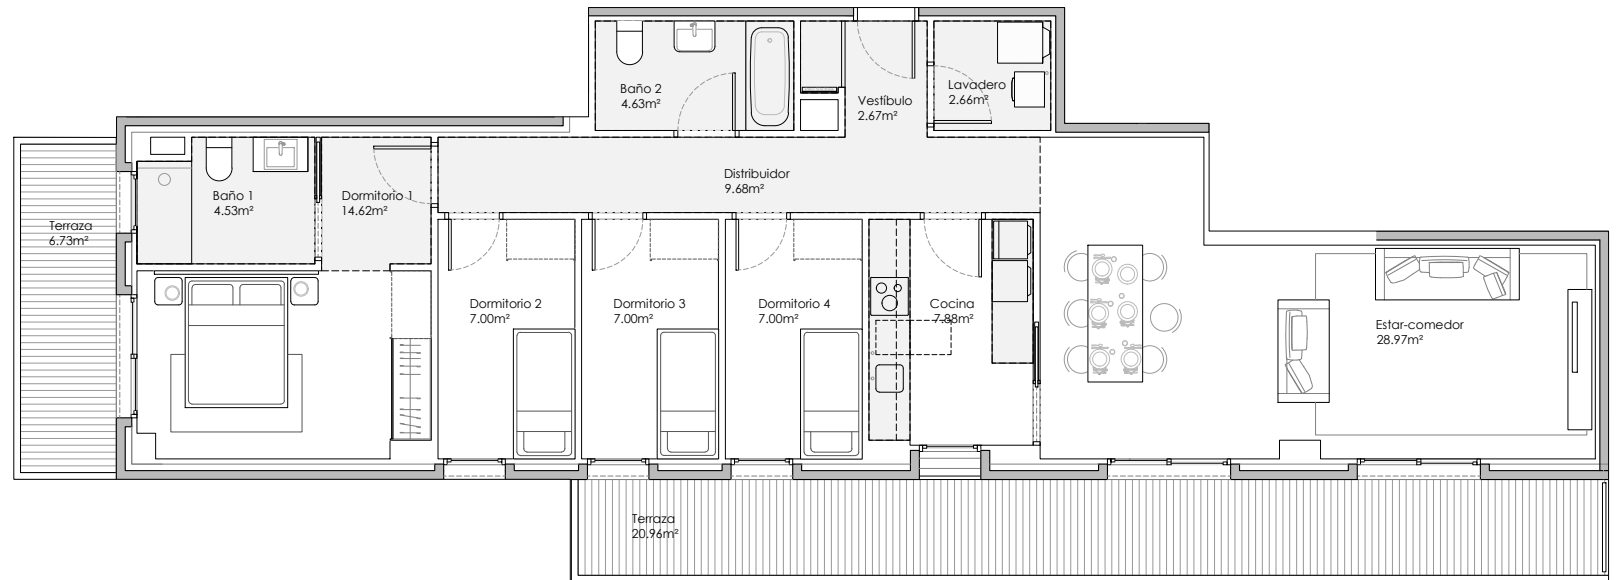 Baño 2
4.63m²
Vestíbulo
2.67m²
Lavadero
2.66m²
Terraza
6.73m²
Baño 1
4.53m²
Dormitorio 1
14.62m²
Distribuidor
9.68m²
Dormitorio 2
7.00m²
Dormitorio 3
7.00m²
Dormitorio 4
7.00m²
Cocina
7.88m²
Estar-comedor
28.97m²
Terraza
20.96m²